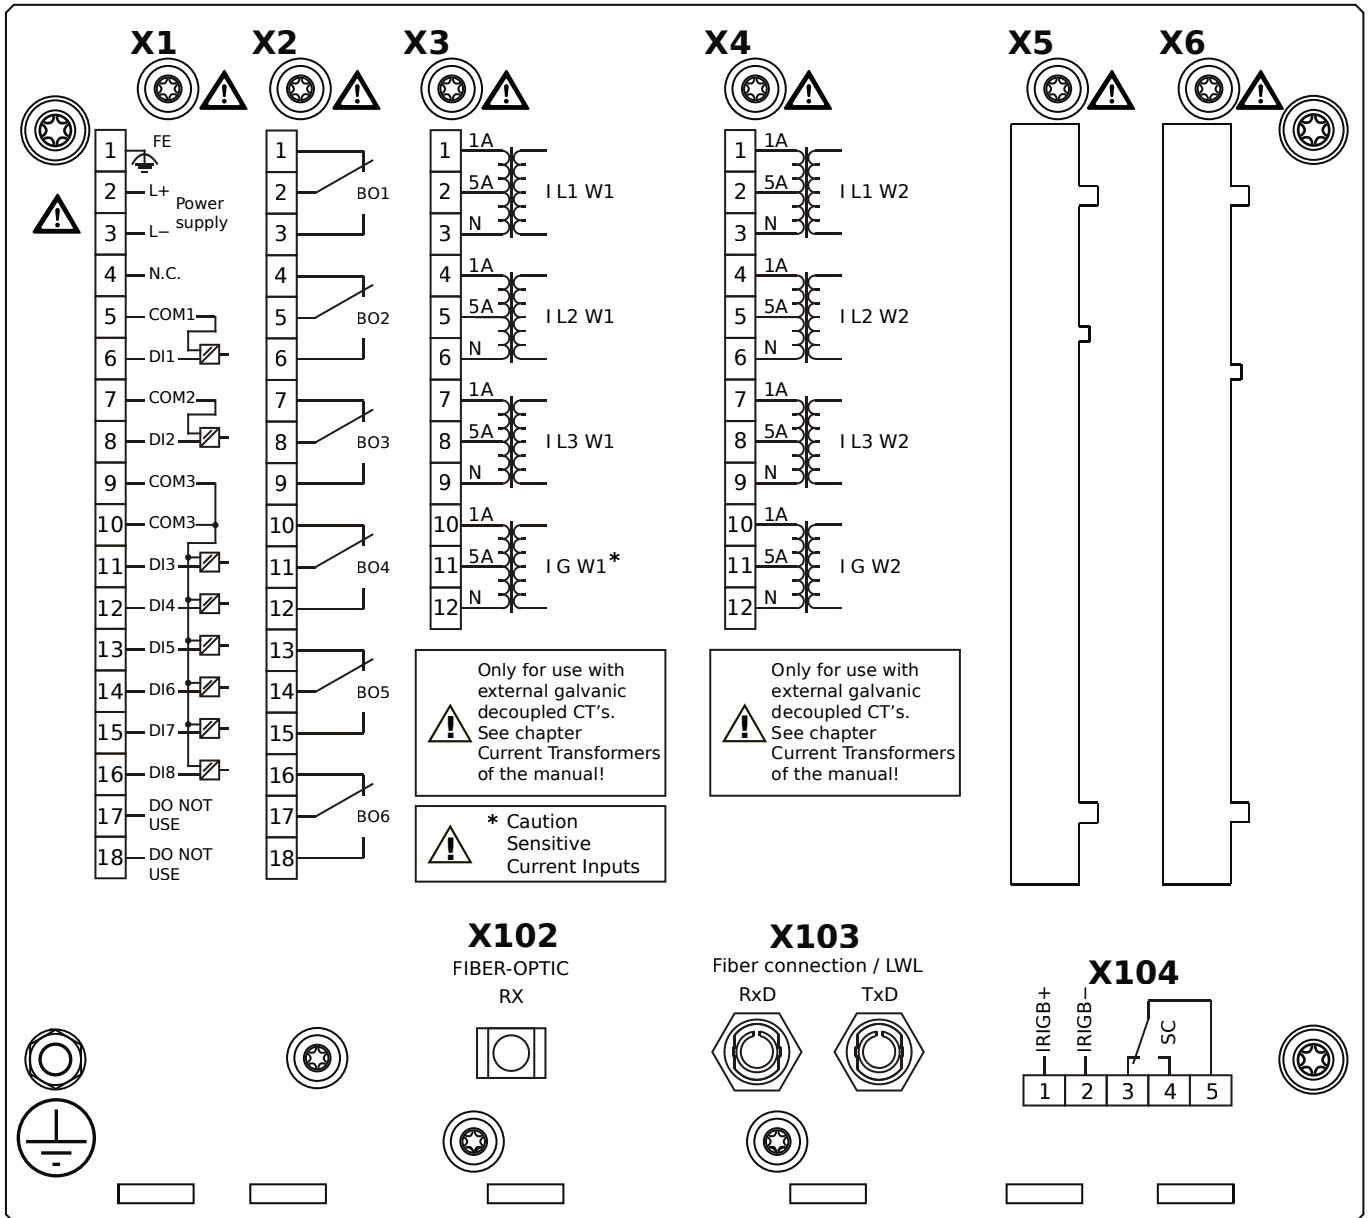 X1
X2
X3
X4
X5
X6
1
FE
2
L+
Power
supply
3
L−
4
N.C.
5
COM1
6
DI1
7
COM2
8
DI2
9
COM3
10
COM3
11
DI3
12
DI4
13
DI5
14
DI6
15
DI7
16
DI8
17
DO NOT
USE
18
DO NOT
USE
1
2
BO1
3
4
5
BO2
6
7
8
BO3
9
10
11
BO4
12
13
14
BO5
15
16
17
BO6
18
1
1A
2
5A
I L1 W1
3
N
4
1A
5
5A
I L2 W1
6
N
7
1A
8
5A
I L3 W1
9
N
10
1A
11
5A
I G W1*
12
N
Only for use with
external galvanic
decoupled CT's.
See chapter
Current Transformers
of the manual!
* Caution
Sensitive
Current Inputs
1
1A
2
5A
I L1 W2
3
N
4
1A
5
5A
I L2 W2
6
N
7
1A
8
5A
I L3 W2
9
N
10
1A
11
5A
I G W2
12
N
Only for use with
external galvanic
decoupled CT's.
See chapter
Current Transformers
of the manual!
X102
FIBER-OPTIC
RX
X103
Fiber connection / LWL
RxD
TxD
X104
IRIGB+
IRIGB−
SC
1
2
3
4
5